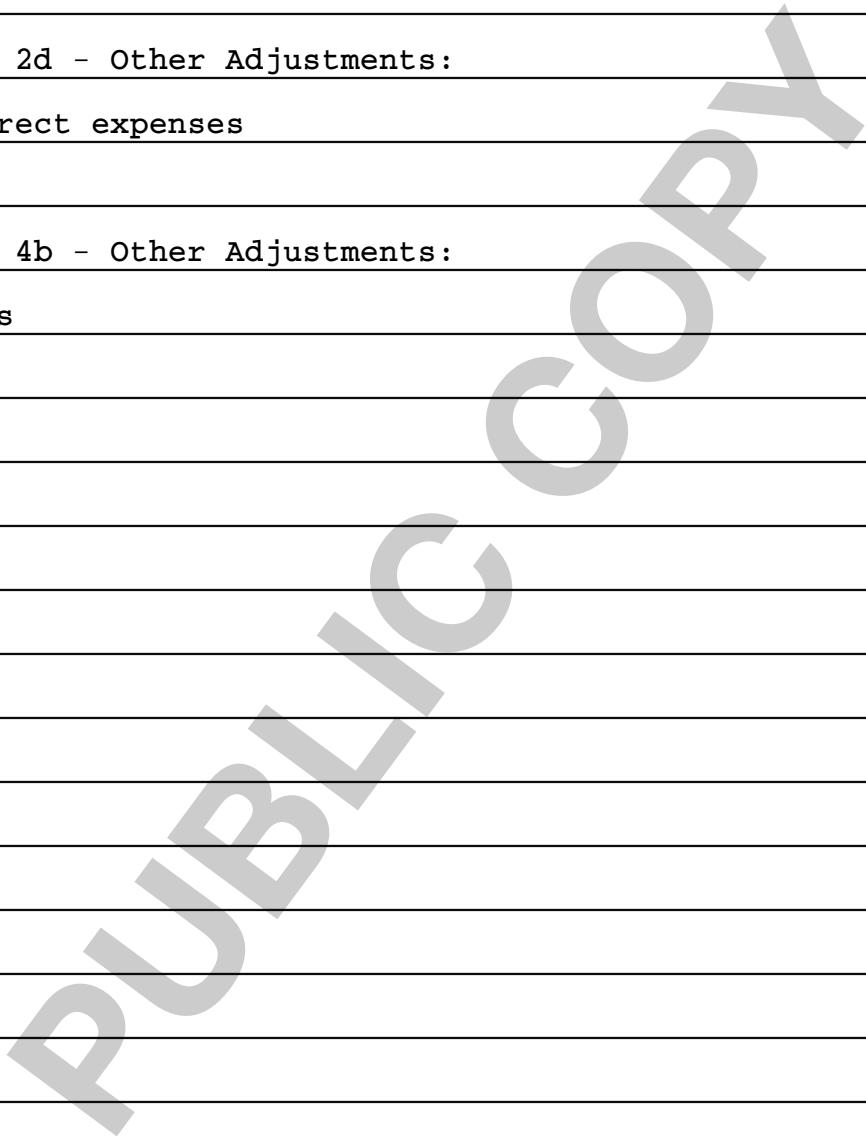 2d - Other Adjustments:
rect expenses
4b - Other Adjustments:
s
PUBLIC COPY